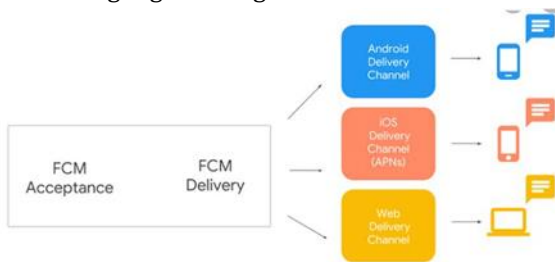 FCM
Acceptance
FCM
Delivery
Android
Delivery
Channel
iOS
Delivery
Channel
(APNs)
Web
Delivery
Channel